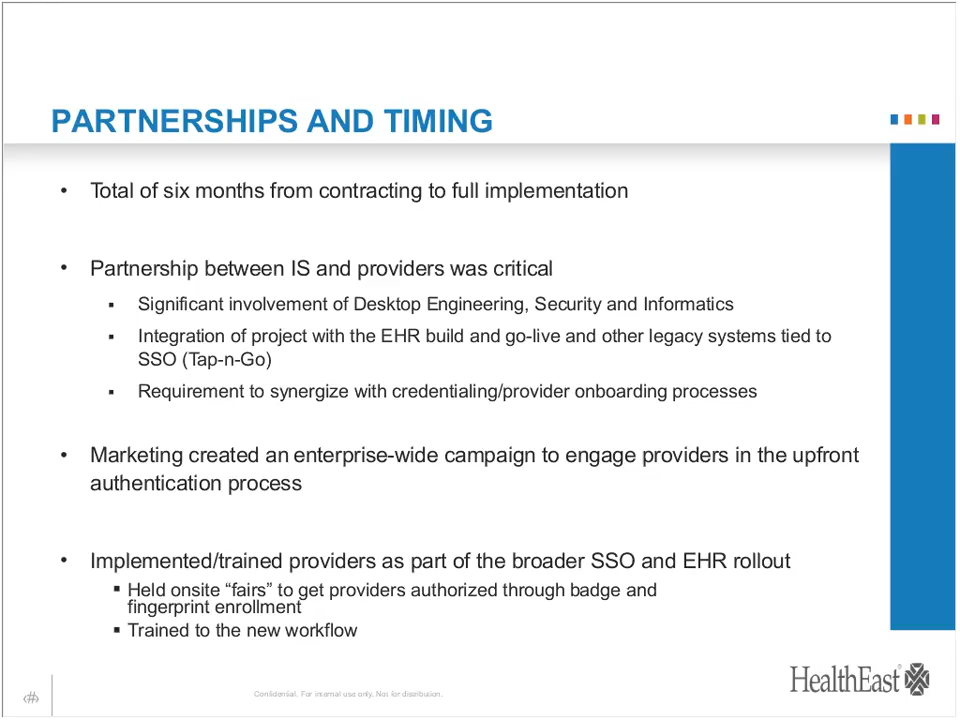 PARTNERSHIPS AND TIMING
• Total of six months from contracting to full implementation
• Partnership between IS and providers was critical
▪ Significant involvement of Desktop Engineering, Security and Informatics
▪ Integration of project with the EHR build and go-live and other legacy systems tied to
SSO (Tap-n-Go)
▪ Requirement to synergize with credentialing/provider onboarding processes
• Marketing created an enterprise-wide campaign to engage providers in the upfront
authentication process
• Implemented/trained providers as part of the broader SSO and EHR rollout
▪ Held onsite “fairs” to get providers authorized through badge and
fingerprint enrollment
▪ Trained to the new workflow
‹#›
Confidential. For internal use only. Not for distribution.
HealthEast®